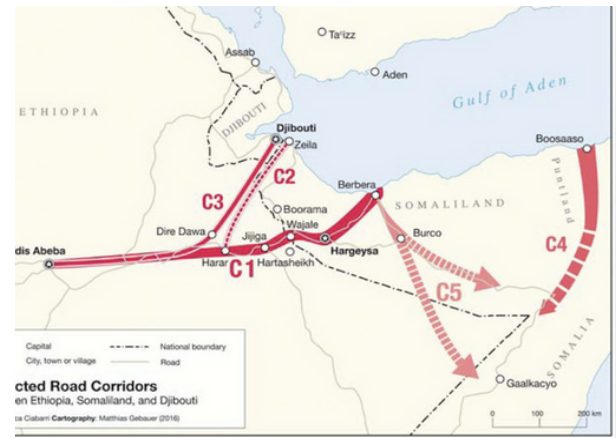 Ta'izz
Assab
Aden
Gulf of Aden
ETHIOPIA
DJIBOUTI
Djibouti
Zeila
Boosaaso
C3
C2
Berbera
Puntland
SOMALILAND
Boorama
Wajale
Dire Dawa
Jijiga
Burco
C4
dis Abeba
Harar
C1
Hartasheikh
Hargeysa
C5
SOMALIA
Gaalkacyo
Capital
National boundary
City, town or village
Road
cted Road Corridors
en Ethiopia, Somaliland, and Djibouti
ca Ciabarri Cartography: Matthias Gebauer (2016)
0 100 200 km